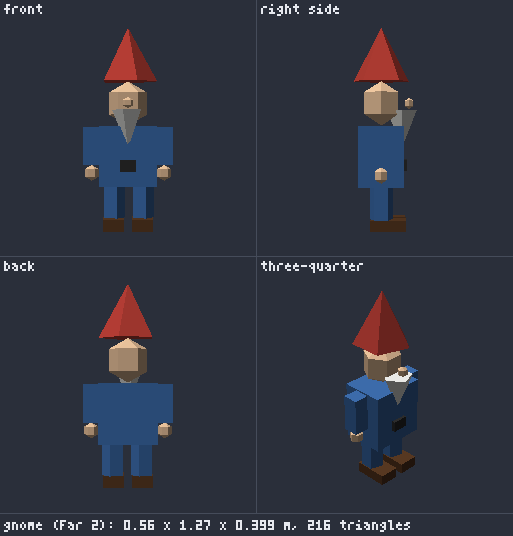 front
right side
back
three-quarter
gnome (Far 2): 0.56 x 1.27 x 0.399 m, 216 triangles